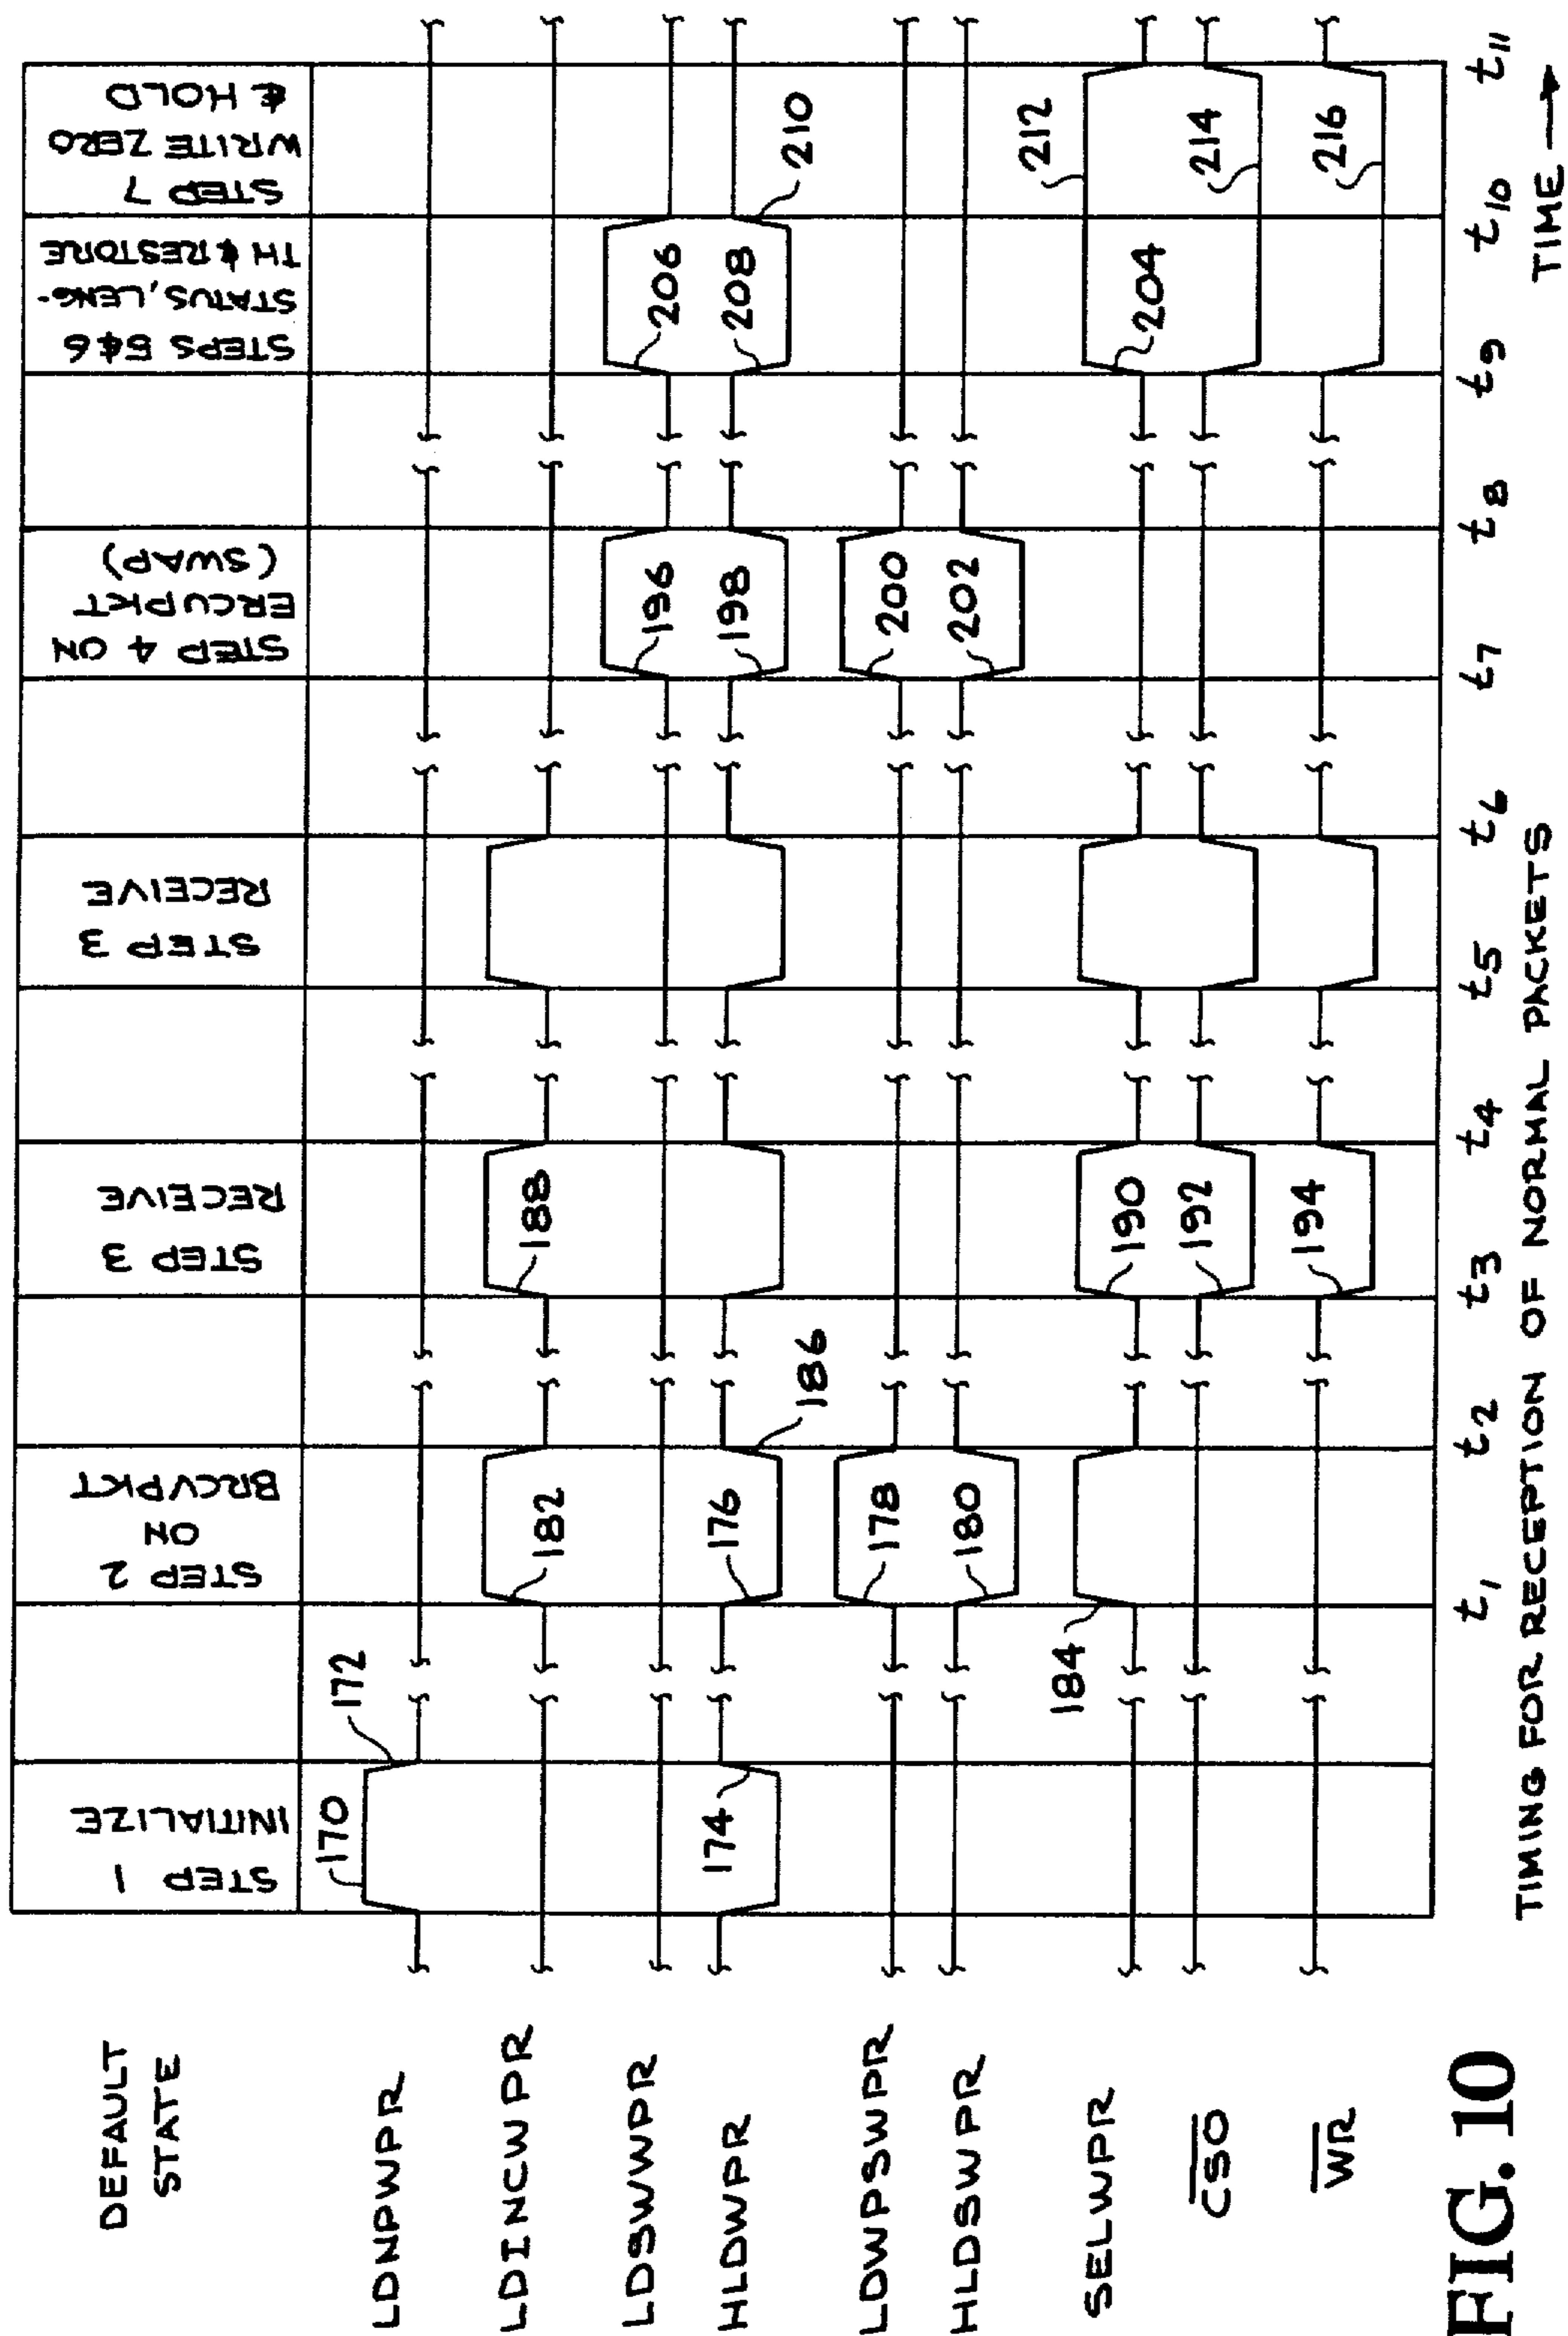 DEFAULT
STATE
STEP 1
INITIALIZE
STEP 2
ON
BRCVPKT
STEP 3
RECEIVE
STEP 3
RECEIVE
STEP 4 ON
ERCVPKT
(SWAP)
STEPS 5&6
STATUS, LENG-
TH & RESTORE
STEP 7
WRITE ZERO
& HOLD
LDNPWPR
170
172
LDINCWPR
182
188
LDSWWPR
196
206
HLDWPR
174
176
186
198
208
210
LDWPSWPR
178
200
HLDSWPR
180
202
SELWPR
184
190
204
212
CSO
192
214
WR
194
216
t1
t2
t3
t4
t5
t6
t7
t8
t9
t10
t11
TIMING FOR RECEPTION OF NORMAL PACKETS
TIME
FIG. 10